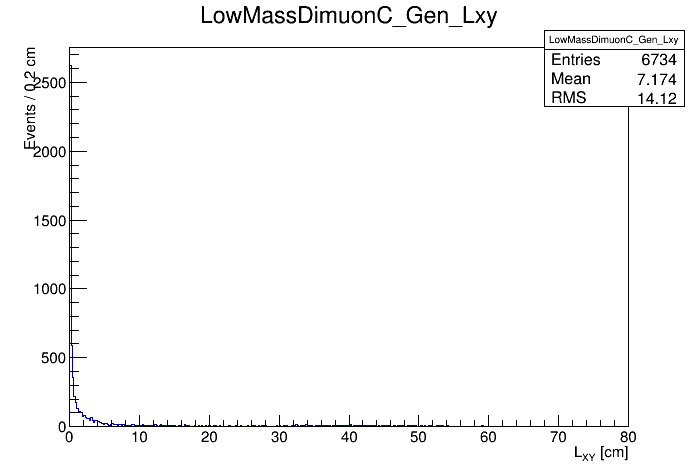 LowMassDimuonC_Gen_Lxy
LowMassDimuonC_Gen_Lxy
Entries 6734
Mean 7.174
RMS 14.12
Events / 0.2 cm
2500
2000
1500
1000
500
0
0 10 20 30 40 50 60 70 80
L_XY [cm]